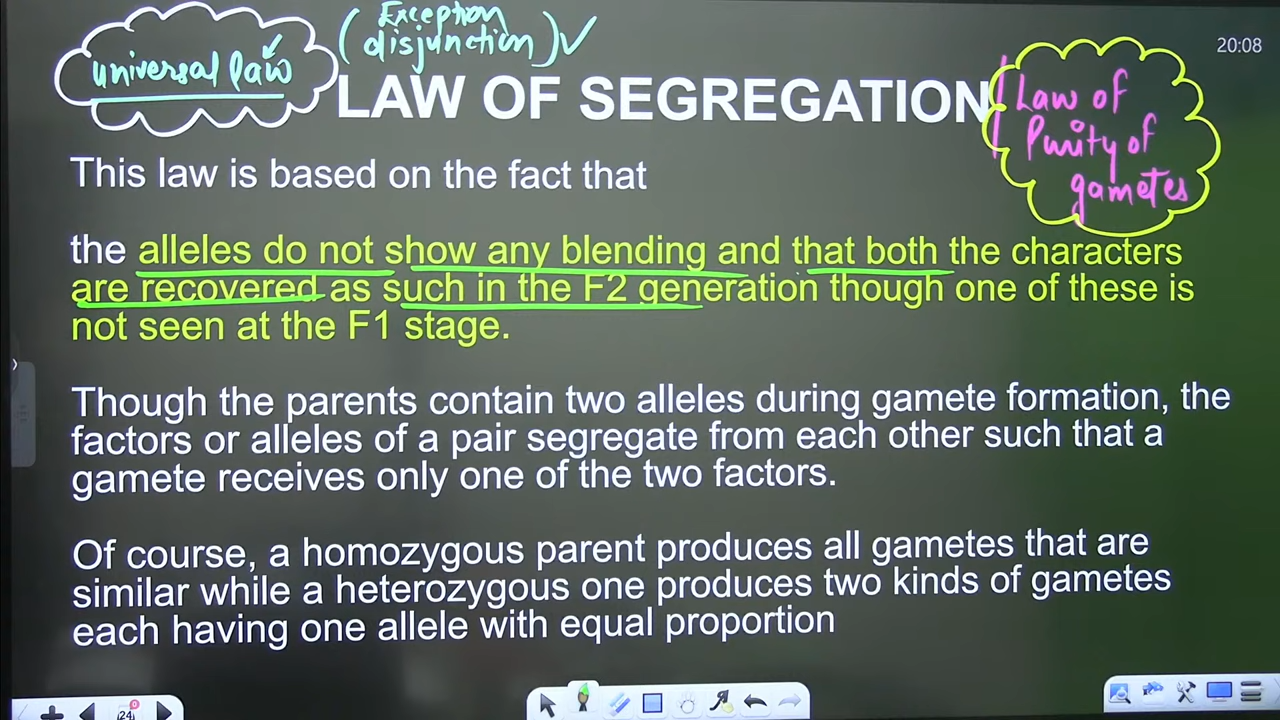 (Exception
disjunction) ✓
20:08
universal law
LAW OF SEGREGATION
Law of
Purity of
gametes
This law is based on the fact that
the alleles do not show any blending and that both the characters
are recovered as such in the F2 generation though one of these is
not seen at the F1 stage.
Though the parents contain two alleles during gamete formation, the
factors or alleles of a pair segregate from each other such that a
gamete receives only one of the two factors.
Of course, a homozygous parent produces all gametes that are
similar while a heterozygous one produces two kinds of gametes
each having one allele with equal proportion
24
0